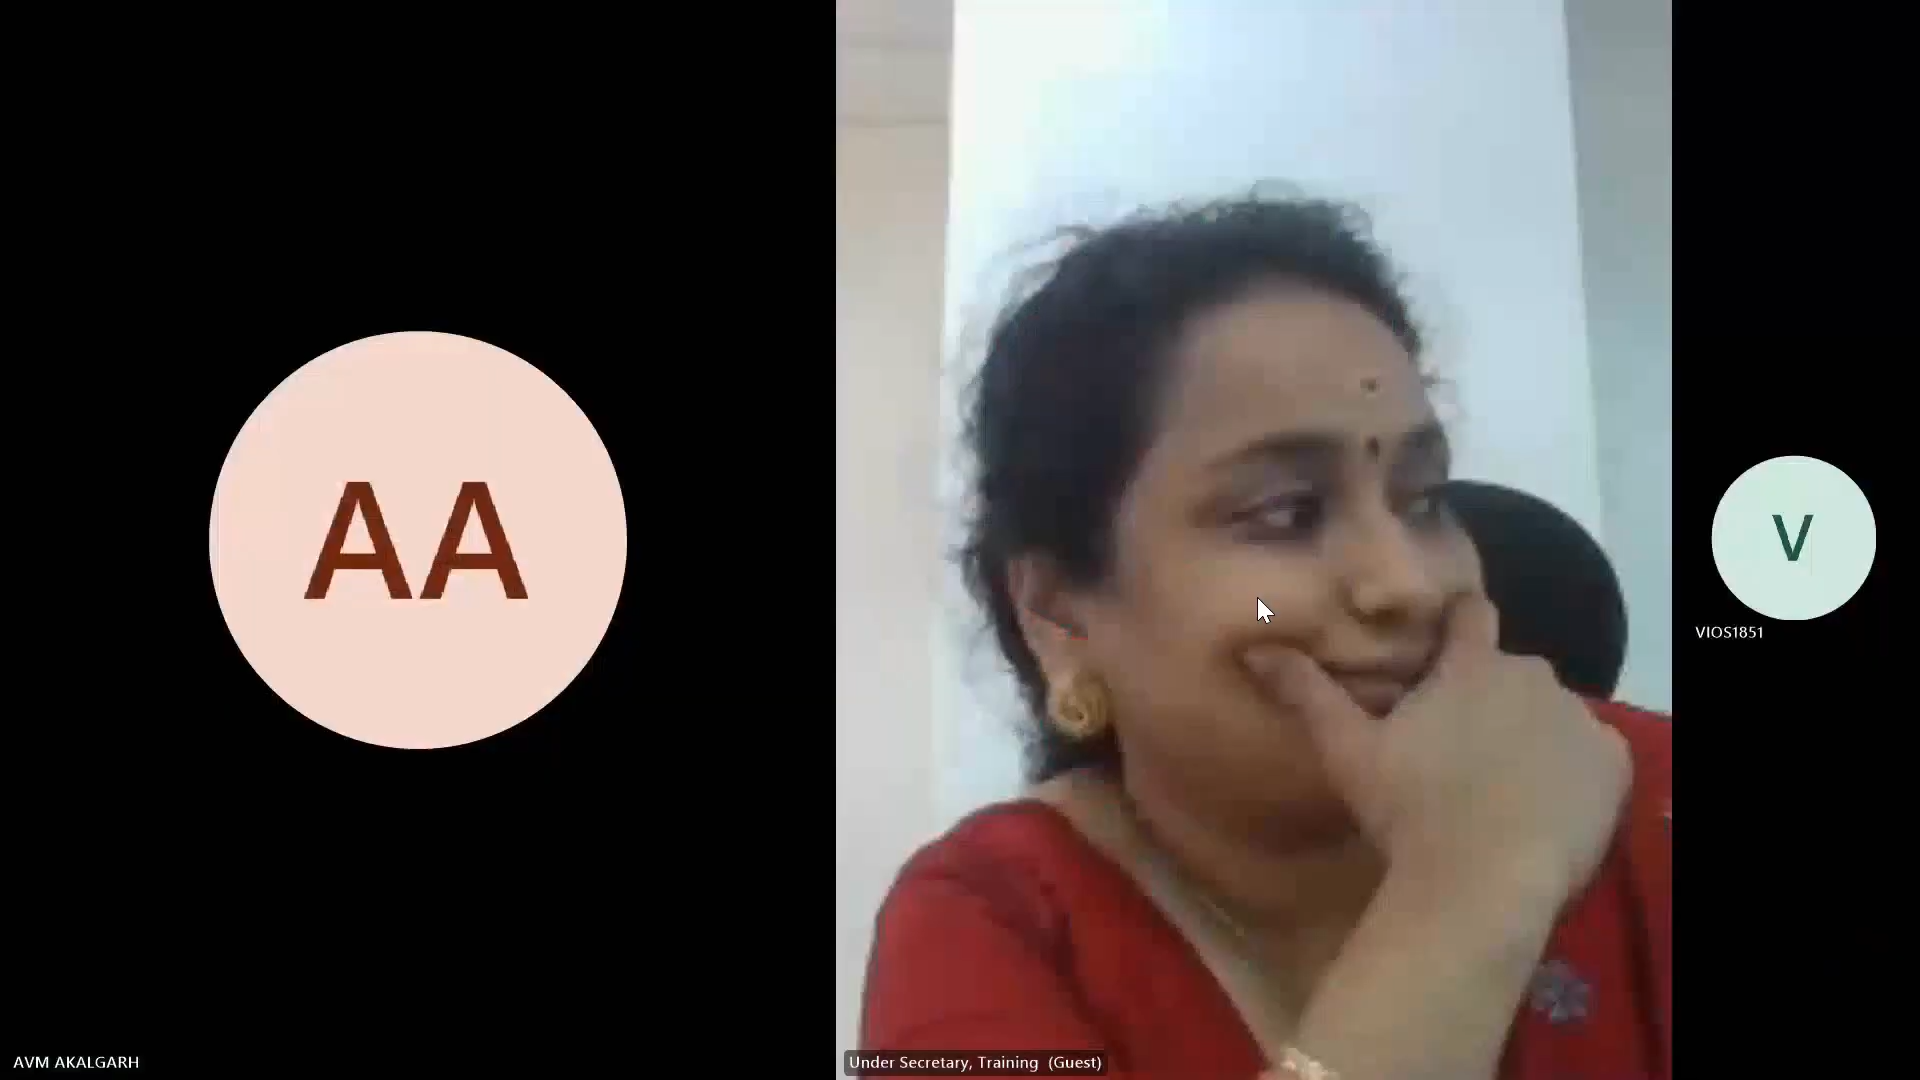 AA
V
VIOS1851
AVM AKALGARH
Under Secretary, Training (Guest)